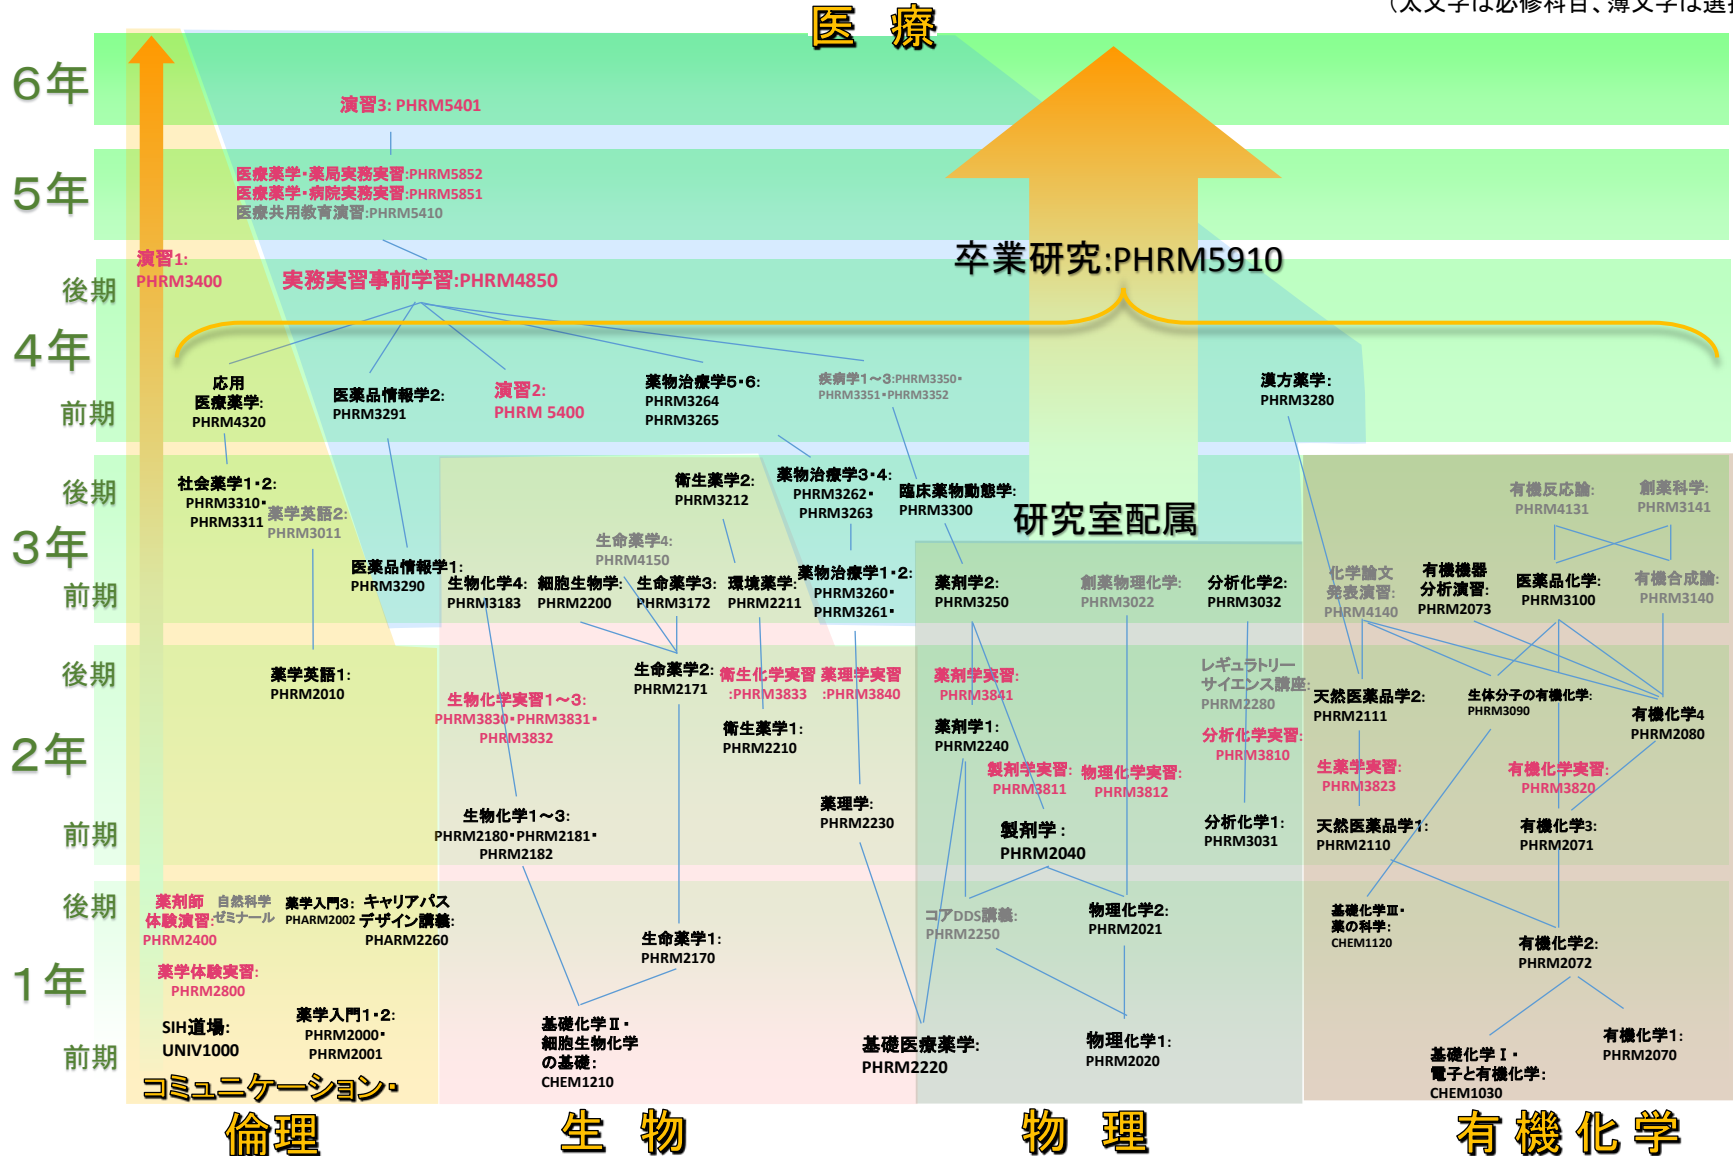 （太文字は必修科目、薄文字は選
医 療
6年
演習3: PHRM5401
5年
医療薬学・薬局実務実習:PHRM5852
医療薬学・病院実務実習:PHRM5851
医療共用教育演習:PHRM5410
演習1:
PHRM3400
実務実習事前学習:PHRM4850
卒業研究:PHRM5910
後期
4年
前期
応用
医療薬学:
PHRM4320
医薬品情報学2:
PHRM3291
演習2:
PHRM 5400
薬物治療学5・6:
PHRM3264
PHRM3265
疾病学1～3:PHRM3350・
PHRM3351・PHRM3352
漢方薬学:
PHRM3280
後期
3年
前期
社会薬学1・2:
PHRM3310・
PHRM3311
薬学英語2:
PHRM3011
医薬品情報学1:
PHRM3290
衛生薬学2:
PHRM3212
薬物治療学3・4:
PHRM3262・
PHRM3263
臨床薬物動態学:
PHRM3300
研究室配属
有機反応論:
PHRM4131
創薬科学:
PHRM3141
生命薬学4:
PHRM4150
生物化学4:
PHRM3183
細胞生物学:
PHRM2200
生命薬学3:
PHRM3172
環境薬学:
PHRM2211
薬物治療学1・2:
PHRM3260・
PHRM3261・
薬剤学2:
PHRM3250
創薬物理化学:
PHRM3022
分析化学2:
PHRM3032
化学論文
発表演習:
PHRM4140
有機機器
分析演習:
PHRM2073
医薬品化学:
PHRM3100
有機合成論:
PHRM3140
後期
2年
前期
薬学英語1:
PHRM2010
生物化学実習1～3:
PHRM3830・PHRM3831・
PHRM3832
生命薬学2:
PHRM2171
衛生化学実習
:PHRM3833
薬理学実習
:PHRM3840
衛生薬学1:
PHRM2210
薬剤学実習:
PHRM3841
薬剤学1:
PHRM2240
レギュラトリー
サイエンス講座:
PHRM2280
分析化学実習:
PHRM3810
天然医薬品学2:
PHRM2111
生体分子の有機化学:
PHRM3090
有機化学4
PHRM2080
製剤学実習:
PHRM3811
物理化学実習:
PHRM3812
生薬学実習:
PHRM3823
有機化学実習:
PHRM3820
生物化学1～3:
PHRM2180・PHRM2181・
PHRM2182
薬理学:
PHRM2230
製剤学：
PHRM2040
分析化学1:
PHRM3031
天然医薬品学1:
PHRM2110
有機化学3:
PHRM2071
後期
1年
前期
薬剤師
体験演習:
PHRM2400
自然科学
ゼミナール
薬学入門3:
PHARM2002
キャリアパス
デザイン講義:
PHARM2260
薬学体験実習:
PHRM2800
SIH道場:
UNIV1000
薬学入門1・2:
PHRM2000・
PHRM2001
生命薬学1:
PHRM2170
基礎化学Ⅱ・
細胞生物化学
の基礎:
CHEM1210
コアDDS講義:
PHRM2250
物理化学2:
PHRM2021
基礎医療薬学:
PHRM2220
物理化学1:
PHRM2020
基礎化学Ⅲ・
薬の科学:
CHEM1120
有機化学2:
PHRM2072
基礎化学Ⅰ・
電子と有機化学:
CHEM1030
有機化学1:
PHRM2070
コミュニケーション・
倫理
生 物
物 理
有機化学